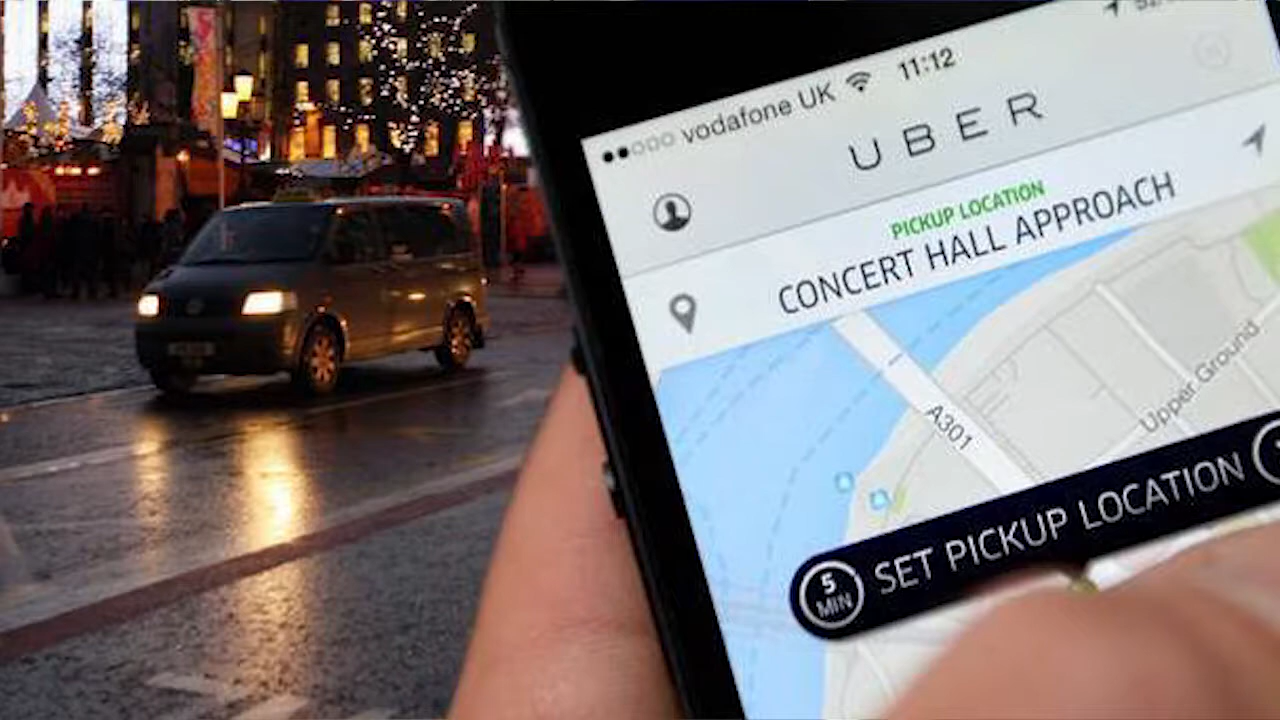 vodafone UK 11:12
UBER
PICKUP LOCATION
CONCERT HALL APPROACH
A301
Upper Ground
5
MIN
SET PICKUP LOCATION